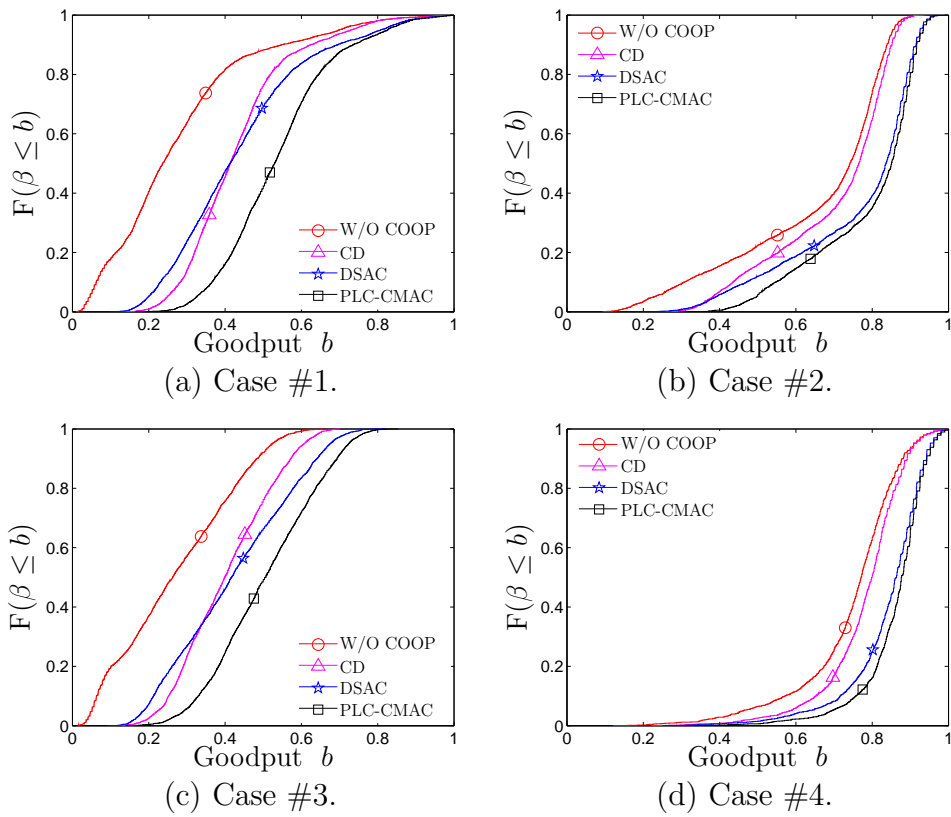 1
0.8
0.6
0.4
0.2
0
0 0.2 0.4 0.6 0.8 1
F(β ≤ b)
W/O COOP
CD
DSAC
PLC-CMAC
Goodput b
(a) Case #1.
1
0.8
0.6
0.4
0.2
0
0 0.2 0.4 0.6 0.8 1
F(β ≤ b)
W/O COOP
CD
DSAC
PLC-CMAC
Goodput b
(b) Case #2.
1
0.8
0.6
0.4
0.2
0
0 0.2 0.4 0.6 0.8 1
F(β ≤ b)
W/O COOP
CD
DSAC
PLC-CMAC
Goodput b
(c) Case #3.
1
0.8
0.6
0.4
0.2
0
0 0.2 0.4 0.6 0.8 1
F(β ≤ b)
W/O COOP
CD
DSAC
PLC-CMAC
Goodput b
(d) Case #4.